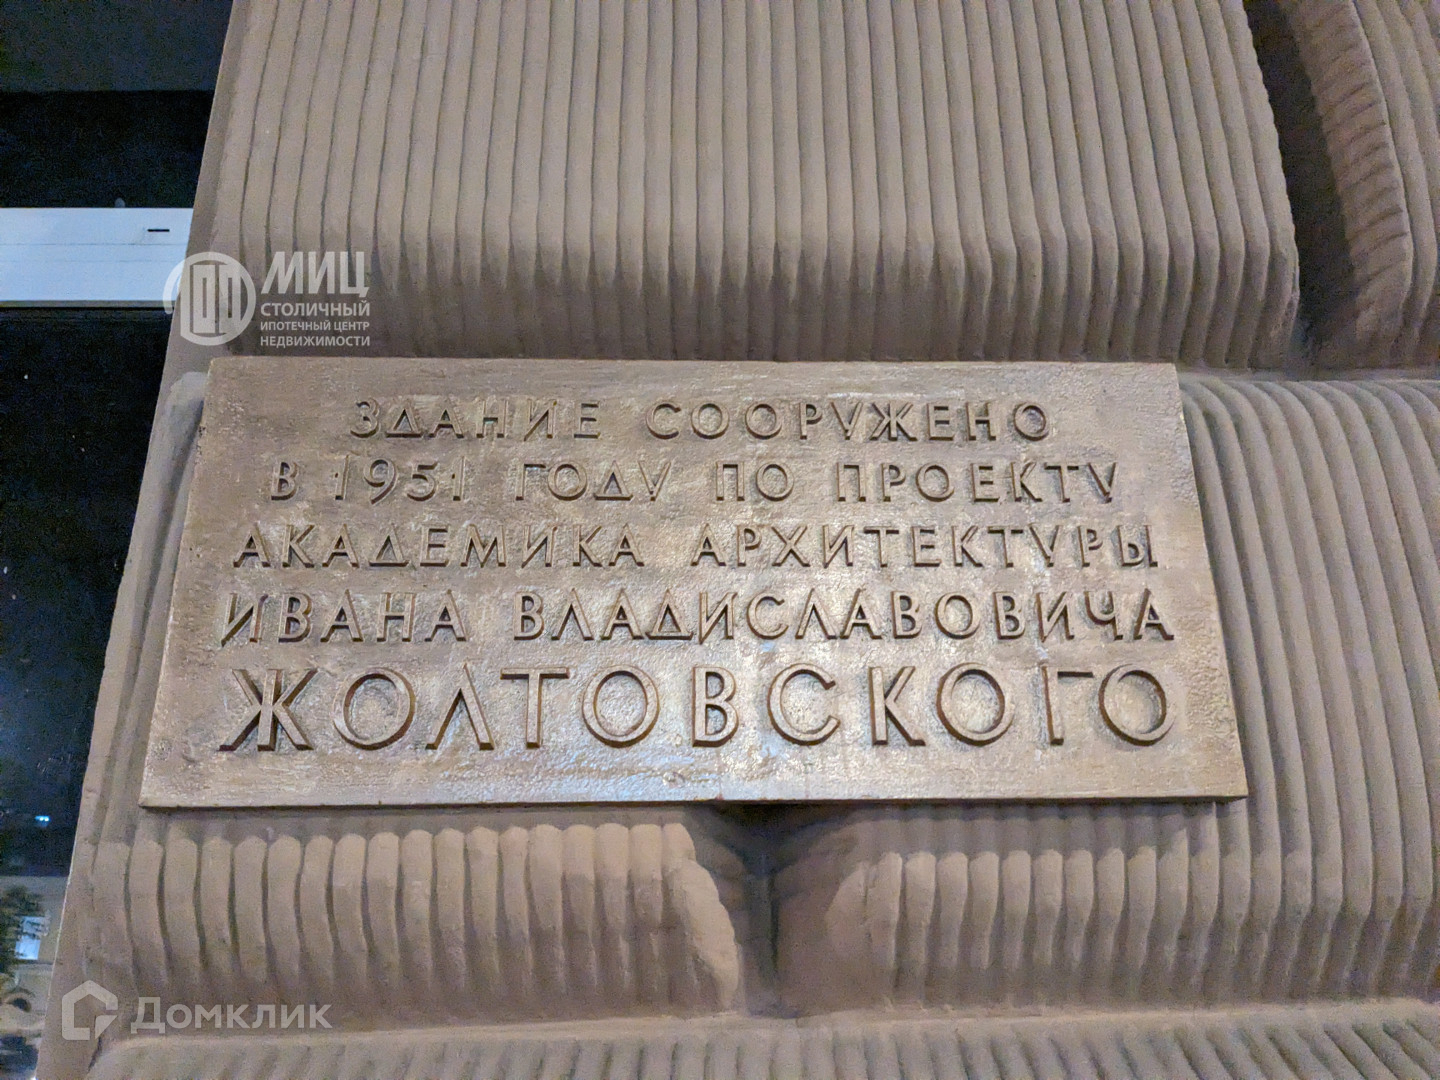 МИЦ
СТОЛИЧНЫЙ
ИПОТЕЧНЫЙ ЦЕНТР
НЕДВИЖИМОСТИ
ЗДАНИЕ СООРУЖЕНО
В 1951 ГОДУ ПО ПРОЕКТУ
АКАДЕМИКА АРХИТЕКТУРЫ
ИВАНА ВЛАДИСЛАВОВИЧА
ЖОЛТОВСКОГО
Домклик